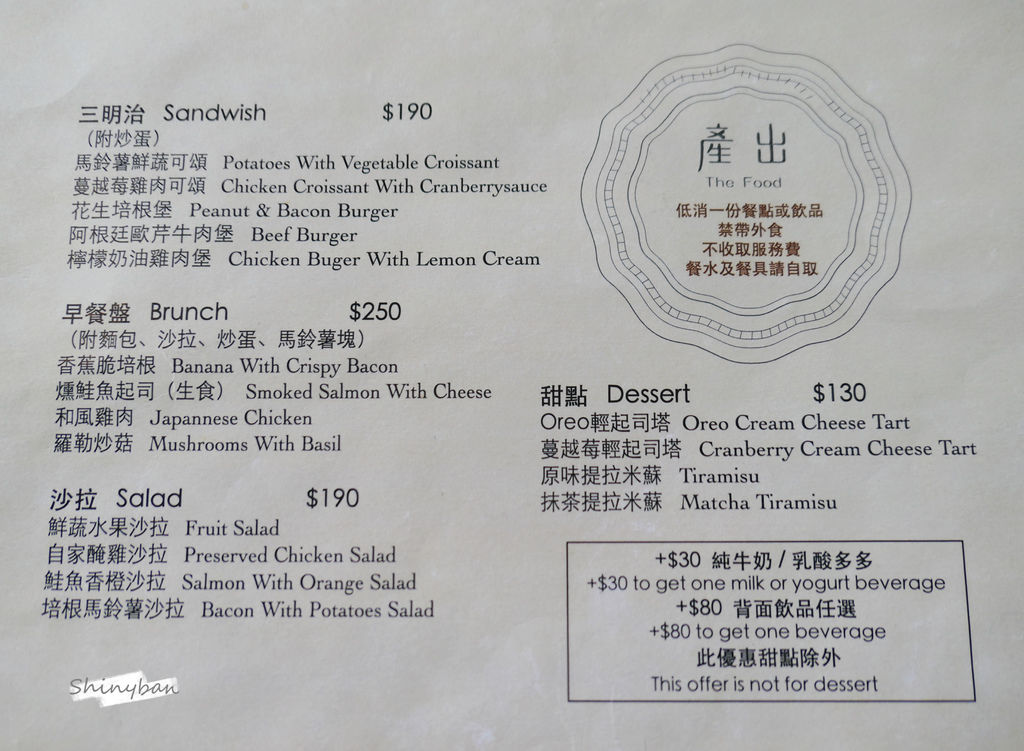 三明治 Sandwish $190
（附炒蛋）
馬鈴薯鮮蔬可頌 Potatoes With Vegetable Croissant
蔓越莓雞肉可頌 Chicken Croissant With Cranberrysauce
花生培根堡 Peanut & Bacon Burger
阿根廷歐芹牛肉堡 Beef Burger
檸檬奶油雞肉堡 Chicken Buger With Lemon Cream
早餐盤 Brunch $250
（附麵包、沙拉、炒蛋、馬鈴薯塊）
香蕉脆培根 Banana With Crispy Bacon
燻鮭魚起司（生食） Smoked Salmon With Cheese
和風雞肉 Japannese Chicken
羅勒炒菇 Mushrooms With Basil
沙拉 Salad $190
鮮蔬水果沙拉 Fruit Salad
自家醃雞沙拉 Preserved Chicken Salad
鮭魚香橙沙拉 Salmon With Orange Salad
培根馬鈴薯沙拉 Bacon With Potatoes Salad
產出
The Food
低消一份餐點或飲品
禁帶外食
不收取服務費
餐水及餐具請自取
甜點 Dessert $130
Oreo輕起司塔 Oreo Cream Cheese Tart
蔓越莓輕起司塔 Cranberry Cream Cheese Tart
原味提拉米蘇 Tiramisu
抹茶提拉米蘇 Matcha Tiramisu
+$30 純牛奶 / 乳酸多多
+$30 to get one milk or yogurt beverage
+$80 背面飲品任選
+$80 to get one beverage
此優惠甜點除外
This offer is not for dessert
Shinyban